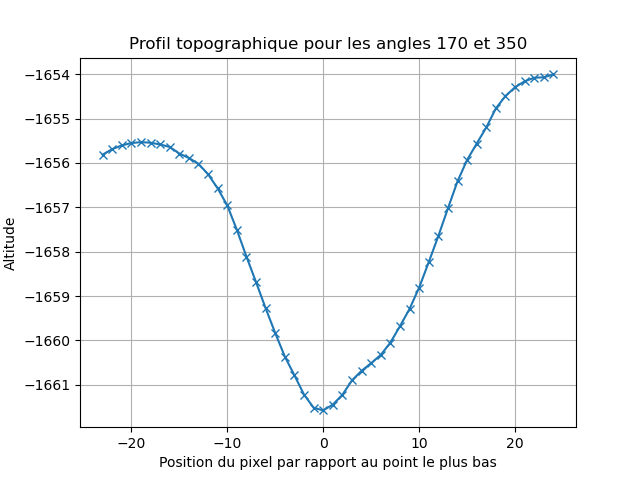 Profil topographique pour les angles 170 et 350
−1654
−1655
−1656
−1657
−1658
−1659
−1660
−1661
Altitude
−20 −10 0 10 20
Position du pixel par rapport au point le plus bas